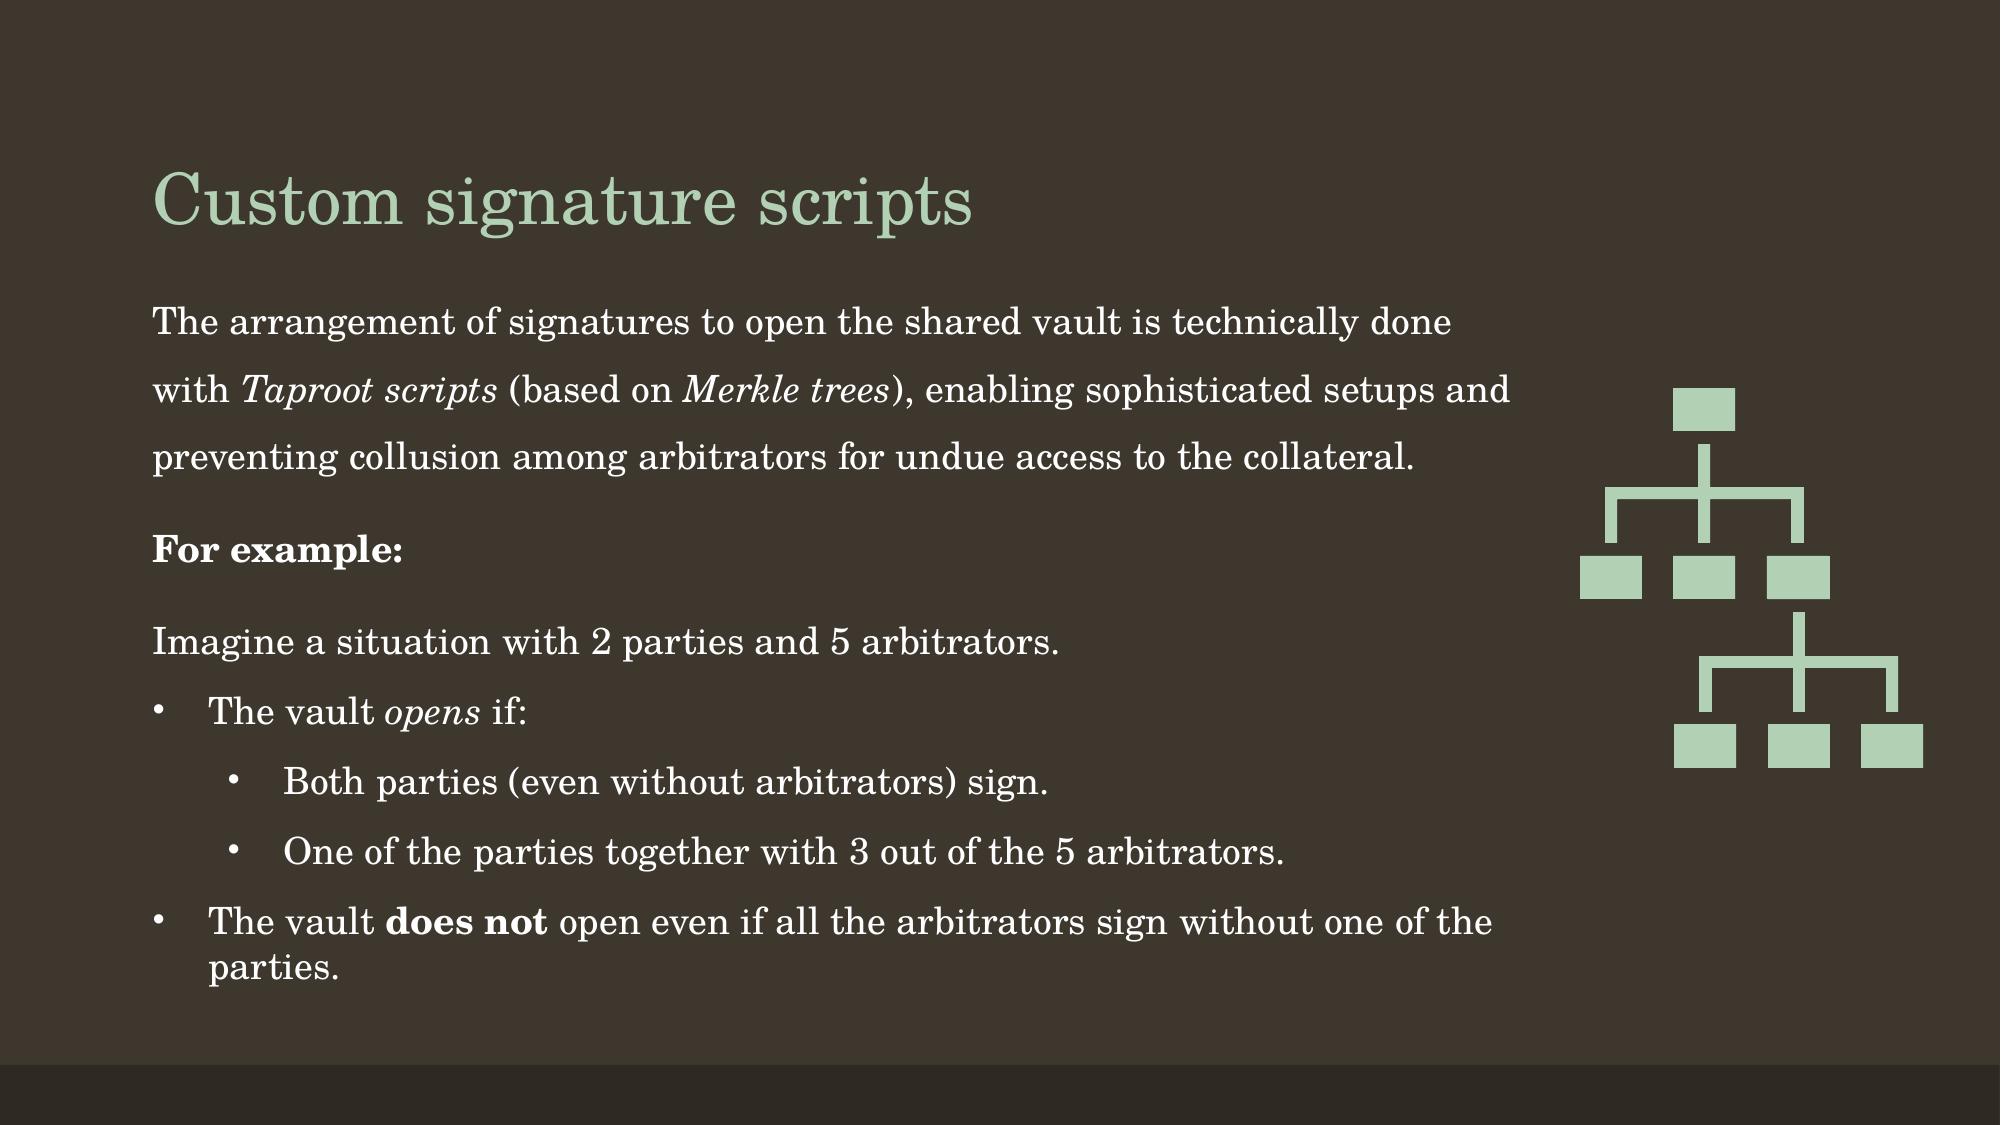 Custom signature scripts
The arrangement of signatures to open the shared vault is technically done
with Taproot scripts (based on Merkle trees), enabling sophisticated setups and
preventing collusion among arbitrators for undue access to the collateral.
For example:
Imagine a situation with 2 parties and 5 arbitrators.
• The vault opens if:
• Both parties (even without arbitrators) sign.
• One of the parties together with 3 out of the 5 arbitrators.
• The vault does not open even if all the arbitrators sign without one of the
parties.